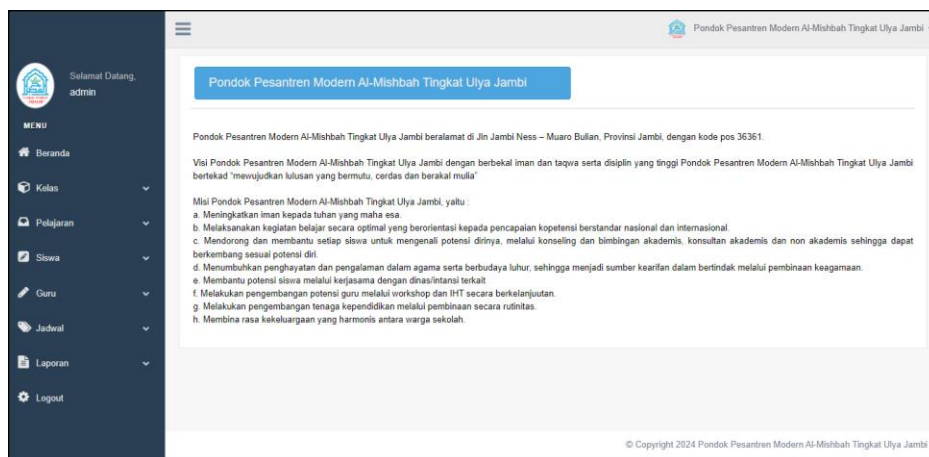 Pondok Pesantren Modern Al-Mishbah Tingkat Ulya Jambi
Selamat Datang,
admin
MENU
Beranda
Kelas
Pelajaran
Siswa
Guru
Jadwal
Laporan
Logout
Pondok Pesantren Modern Al-Mishbah Tingkat Ulya Jambi
Pondok Pesantren Modern Al-Mishbah Tingkat Ulya Jambi beralamat di Jln Jambi Ness – Muaro Bulian, Provinsi Jambi, dengan kode pos 36361.
Visi Pondok Pesantren Modern Al-Mishbah Tingkat Ulya Jambi dengan berbekal iman dan taqwa serta disiplin yang tinggi Pondok Pesantren Modern Al-Mishbah Tingkat Ulya Jambi
bertekad “mewujudkan lulusan yang bermutu, cerdas dan berakal mulia”
Misi Pondok Pesantren Modern Al-Mishbah Tingkat Ulya Jambi, yaitu :
a. Meningkatkan iman kepada tuhan yang maha esa.
b. Melaksanakan kegiatan belajar secara optimal yang berorientasi kepada pencapaian kopetensi berstandar nasional dan internasional.
c. Mendorong dan membantu setiap siswa untuk mengenali potensi dirinya, melalui konseling dan bimbingan akademis, konsultan akademis dan non akademis sehingga dapat
berkembang sesuai potensi diri.
d. Menumbuhkan penghayatan dan pengalaman dalam agama serta berbudaya luhur, sehingga menjadi sumber kearifan dalam bertindak melalui pembinaan keagamaan.
e. Membantu potensi siswa melalui kerjasama dengan dinas/intansi terkait
f. Melakukan pengembangan potensi guru melalui workshop dan IHT secara berkelanjuutan.
g. Melakukan pengembangan tenaga kependidikan melalui pembinaan secara rutinitas.
h. Membina rasa kekeluargaan yang harmonis antara warga sekolah.
© Copyright 2024 Pondok Pesantren Modern Al-Mishbah Tingkat Ulya Jambi